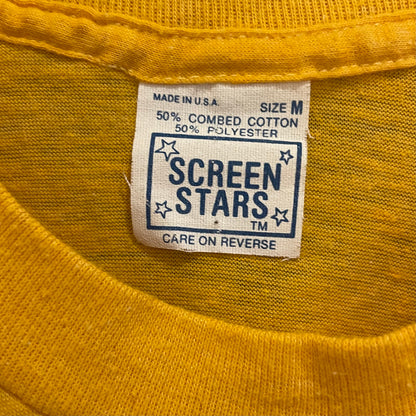 MADE IN U.S.A. SIZE M
50% COMBED COTTON
50% POLYESTER
SCREEN
STARS
TM
CARE ON REVERSE